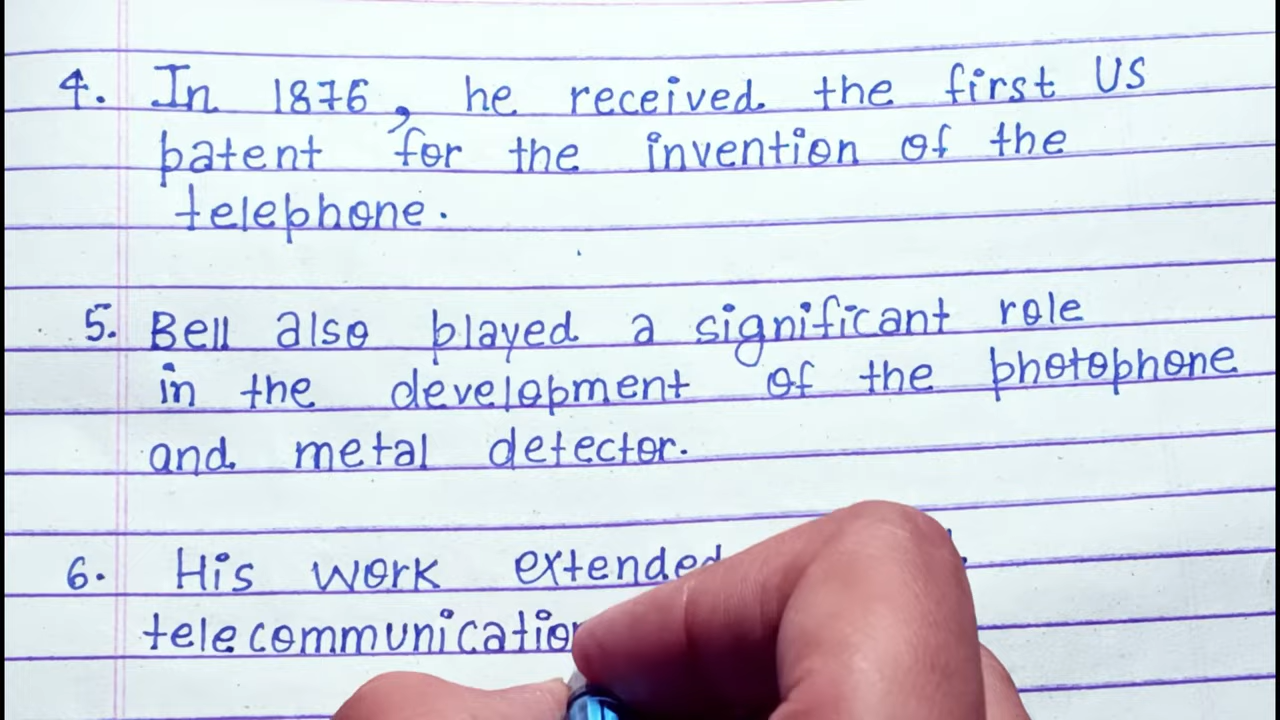 4. In 1876, he received the first US
patent for the invention of the
telephone.
5. Bell also played a significant role
in the development of the photophone
and metal detector.
6. His work extended
telecommunicatio